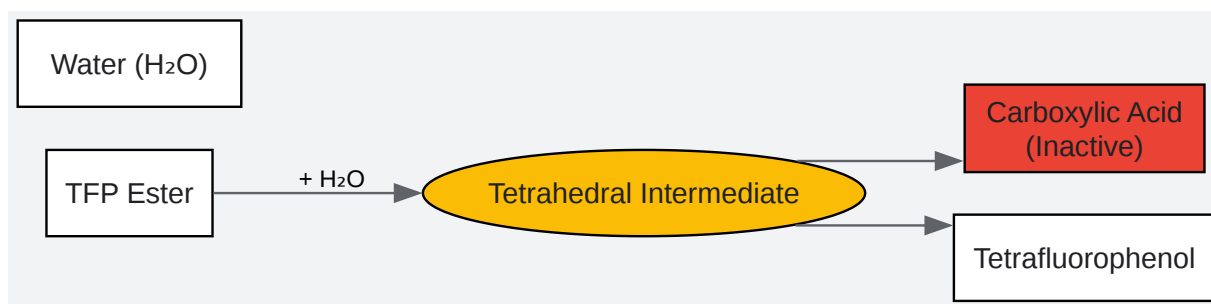 Water (H₂O)
TFP Ester
+ H₂O
Tetrahedral Intermediate
Carboxylic Acid
(Inactive)
Tetrafluorophenol